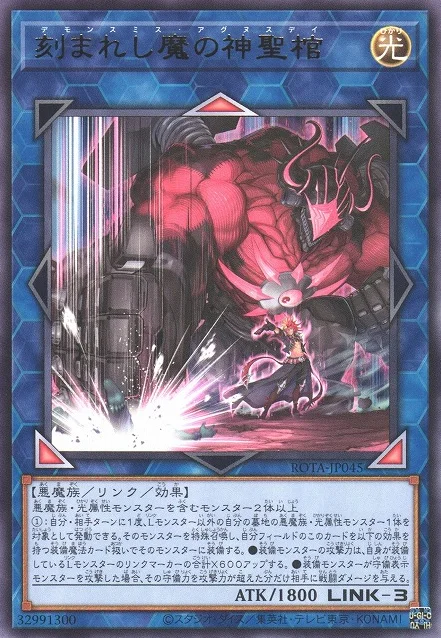 デモンスミス・アグヌスデイ
刻まれし魔の神聖棺
ひかり
光
ROTA-JP045
【悪魔族/リンク/効果】
悪魔族・光属性モンスターを含むモンスター2体以上
①:自分・相手ターンに1度、Lモンスター以外の自分の墓地の悪魔族・光属性モンスター1体を
対象として発動できる。そのモンスターを特殊召喚し、自分フィールドのこのカードを以下の効果を
持つ装備魔法カード扱いでそのモンスターに装備する。●装備モンスターの攻撃力は、自身が装備
しているLモンスターのリンクマーカーの合計×600アップする。●装備モンスターが守備表示
モンスターを攻撃した場合、その守備力を攻撃力が超えた分だけ相手に戦闘ダメージを与える。
ATK/1800 LINK-3
32991300
©スタジオ・ダイス/集英社・テレビ東京・KONAMI